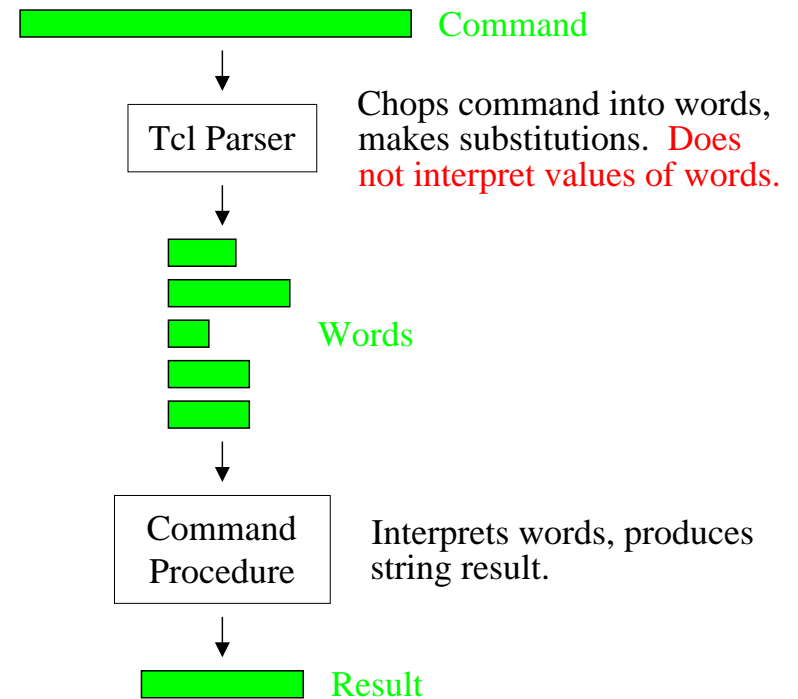 Command
Tcl Parser
Chops command into words,
makes substitutions. Does
not interpret values of words.
Words
Command
Procedure
Interprets words, produces
string result.
Result